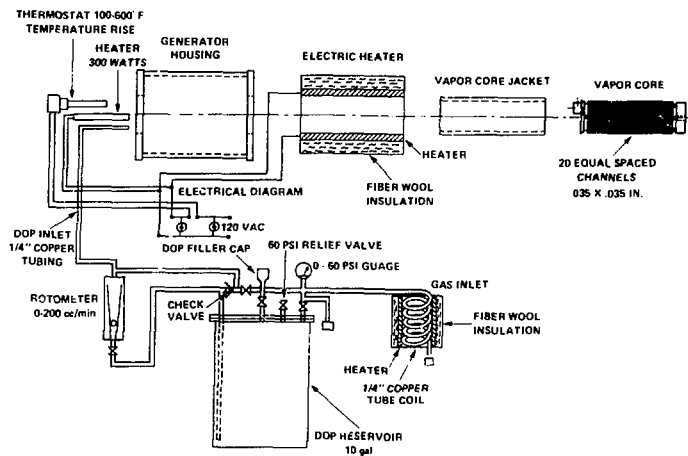 THERMOSTAT 100-600° F
TEMPERATURE RISE
HEATER
300 WATTS
GENERATOR
HOUSING
ELECTRIC HEATER
VAPOR CORE JACKET
VAPOR CORE
HEATER
FIBER WOOL
INSULATION
20 EQUAL SPACED
CHANNELS
.035 X .035 IN.
ELECTRICAL DIAGRAM
120 VAC
DOP INLET
1/4" COPPER
TUBING
DOP FILLER CAP
60 PSI RELIEF VALVE
0 - 60 PSI GUAGE
GAS INLET
ROTOMETER
0-200 cc/min
CHECK
VALVE
FIBER WOOL
INSULATION
HEATER
1/4" COPPER
TUBE COIL
DOP RESERVOIR
10 gal